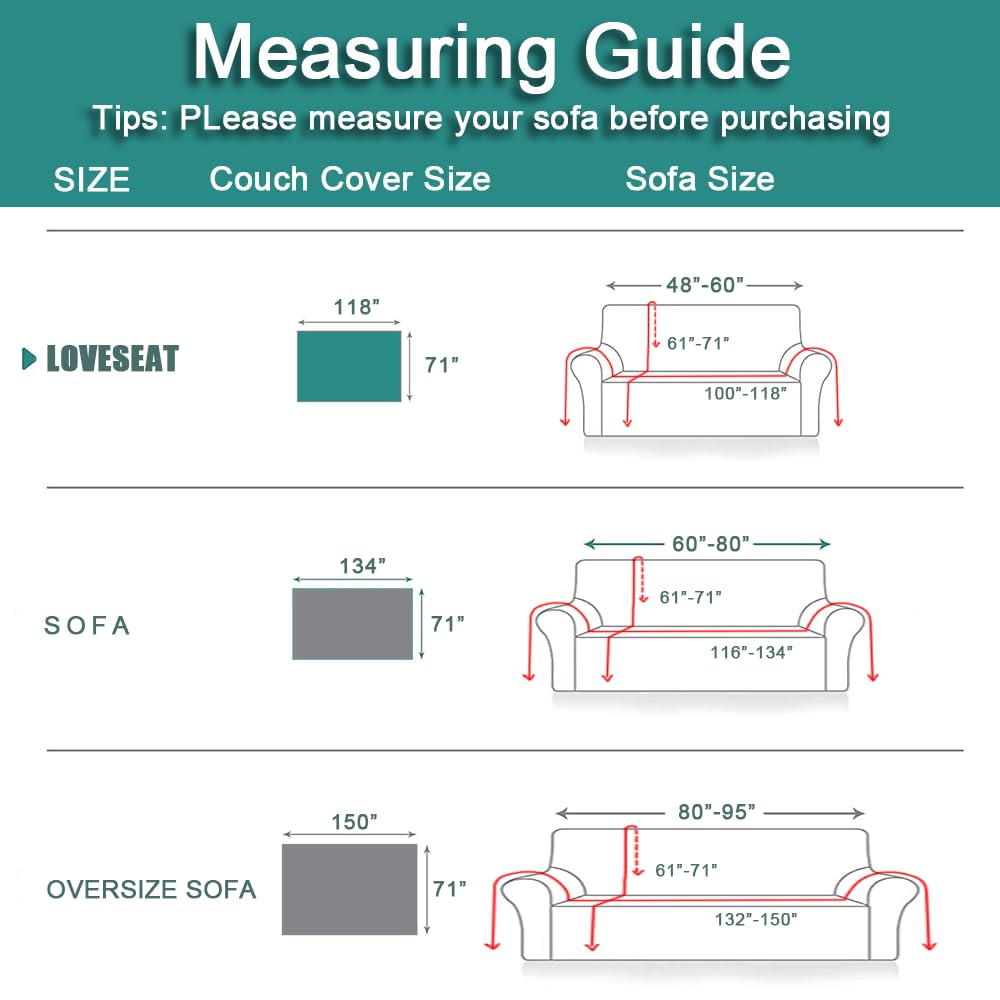 Measuring Guide
Tips: PLease measure your sofa before purchasing
SIZE Couch Cover Size Sofa Size
LOVESEAT
118”
71”
48”-60”
61”-71”
100”-118”
SOFA
134”
71”
60”-80”
61”-71”
116”-134”
OVERSIZE SOFA
150”
71”
80”-95”
61”-71”
132”-150”